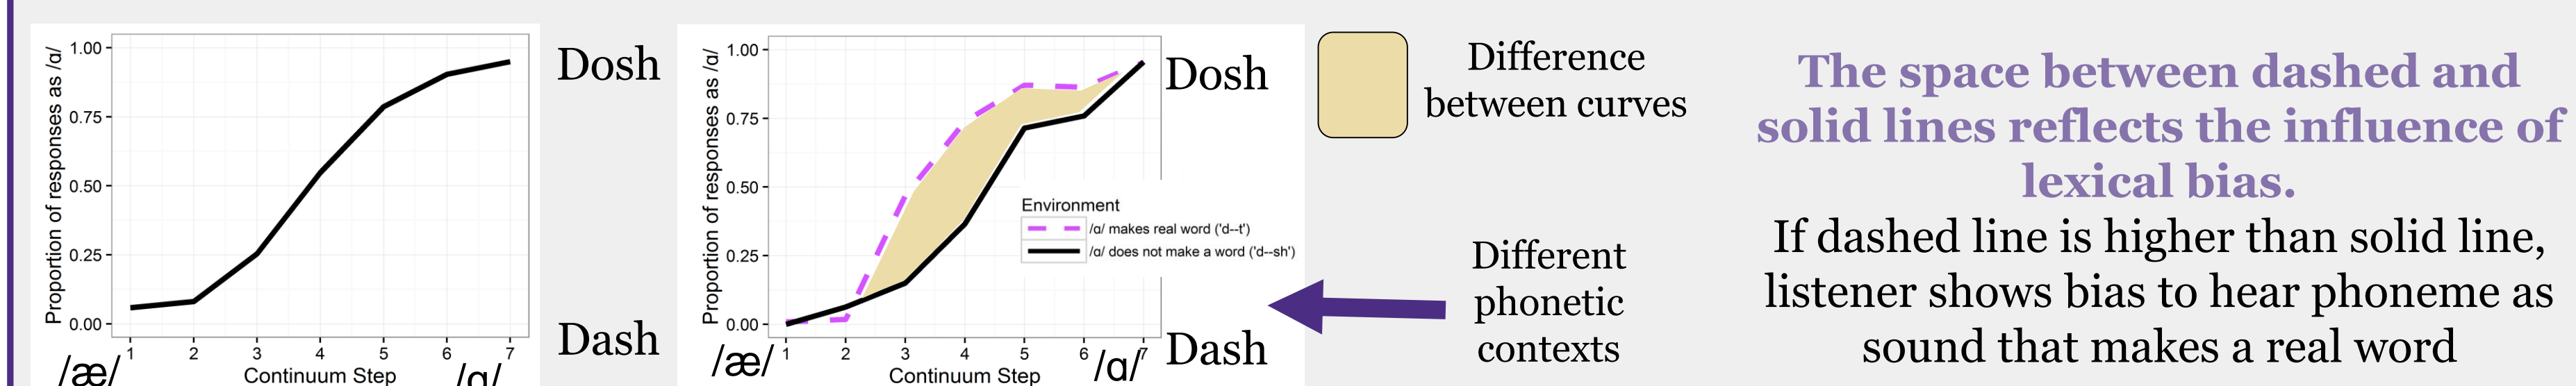 Proportion of responses as /ɑ/
1.00
0.75
0.50
0.25
0.00
1 2 3 4 5 6 7
/æ/ Continuum Step /ɑ/
Dosh
Dash
Proportion of responses as /ɑ/
1.00
0.75
0.50
0.25
0.00
1 2 3 4 5 6 7
/æ/ Continuum Step /ɑ/
Environment
/ɑ/ makes real word ('d--t')
/ɑ/ does not make a word ('d--sh')
Dosh
Dash
Difference
between curves
Different
phonetic
contexts
The space between dashed and
solid lines reflects the influence of
lexical bias.
If dashed line is higher than solid line,
listener shows bias to hear phoneme as
sound that makes a real word